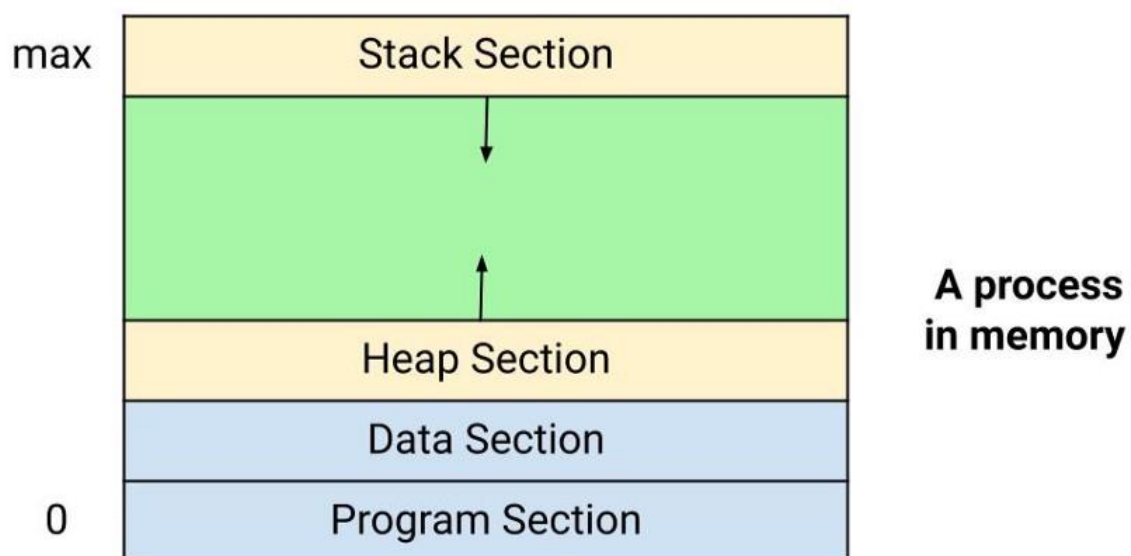 max
Stack Section
Heap Section
A process
in memory
Data Section
0
Program Section